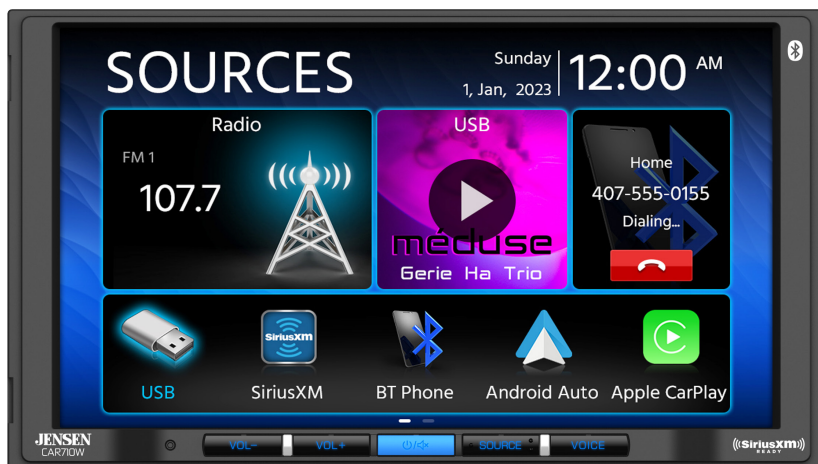 SOURCES
Sunday
1, Jan, 2023
12:00 AM
Radio
FM 1
107.7
USB
méduse
Gerie Ha Trio
Home
407-555-0155
Dialing...
USB
SiriusXM
SiriusXM
BT Phone
Android Auto
Apple CarPlay
JENSEN
CAR710W
VOL-
VOL+
SOURCE
VOICE
((SiriusXM))
READY